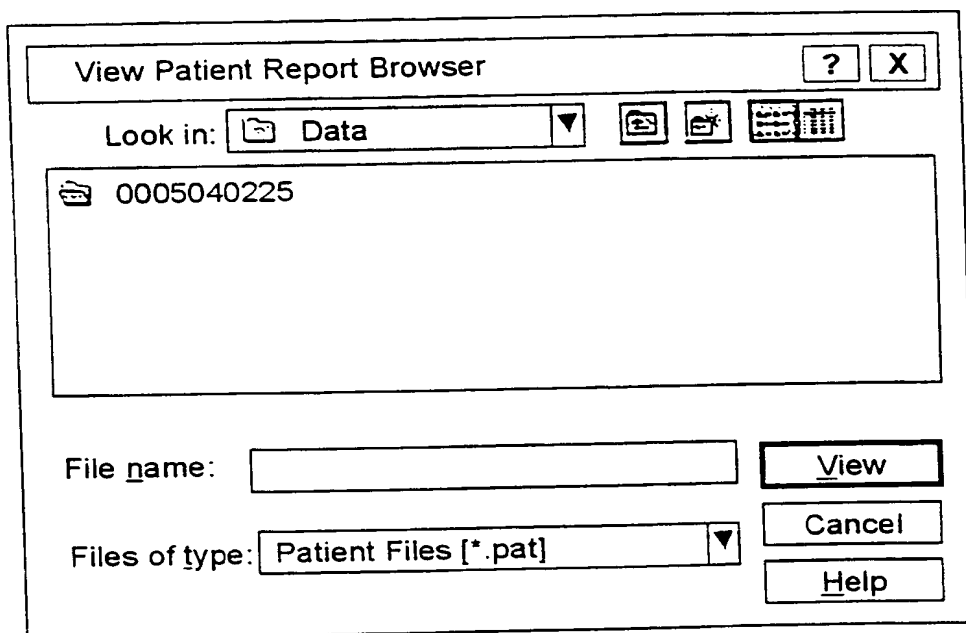 View Patient Report Browser ? X
Look in: Data
0005040225
File name: View
Cancel
Files of type: Patient Files [*.pat]
Help